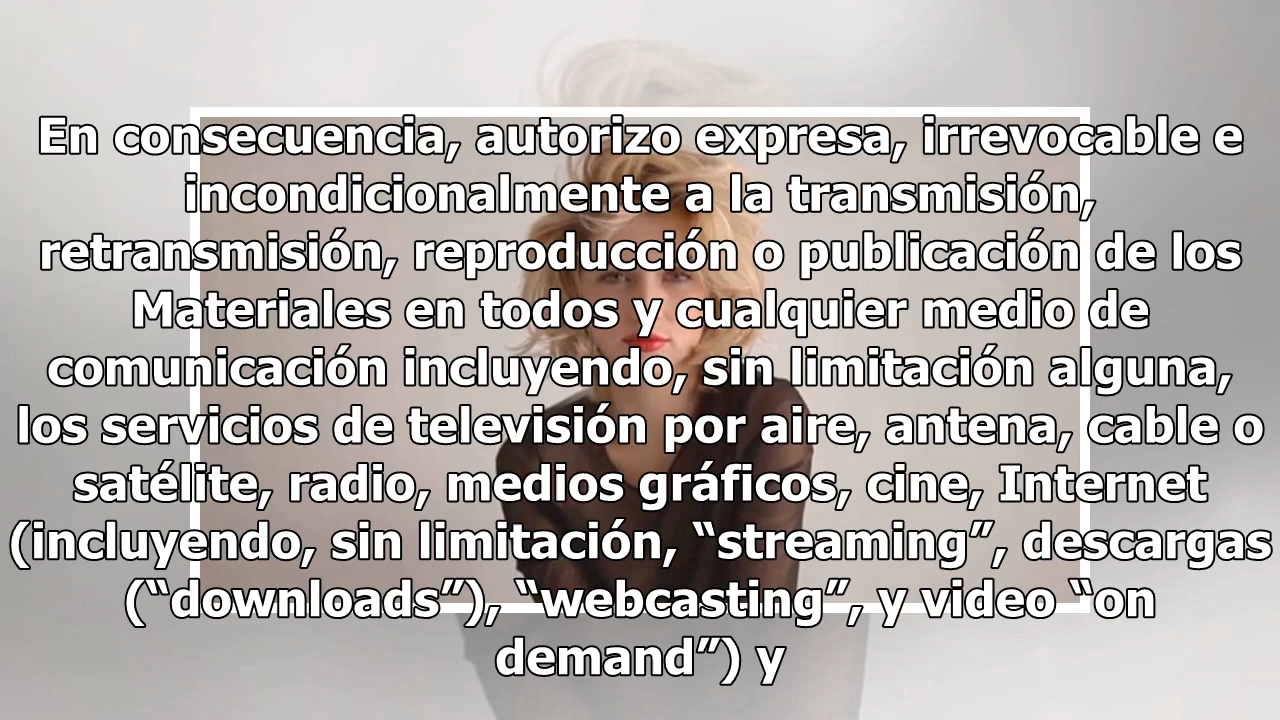 En consecuencia, autorizo expresa, irrevocable e
incondicionalmente a la transmisión,
retransmisión, reproducción o publicación de los
Materiales en todos y cualquier medio de
comunicación incluyendo, sin limitación alguna,
los servicios de televisión por aire, antena, cable o
satélite, radio, medios gráficos, cine, Internet
(incluyendo, sin limitación, “streaming”, descargas
(“downloads”), “webcasting”, y video “on
demand”) y